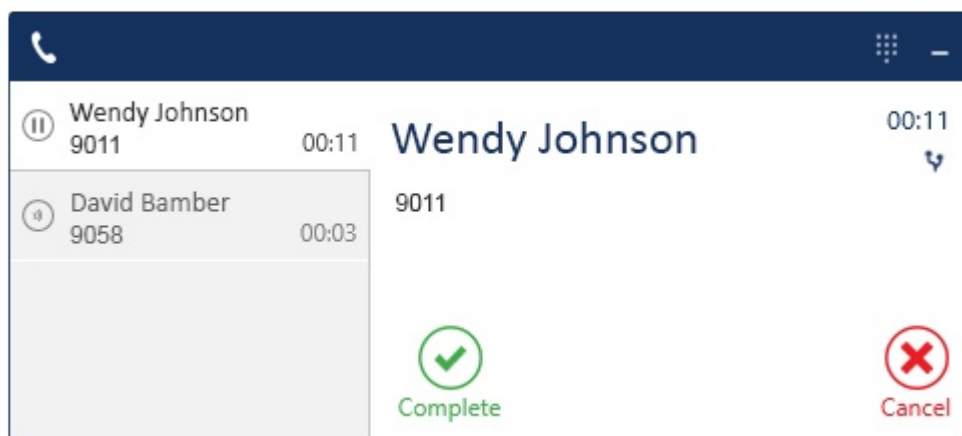 Wendy Johnson
9011 00:11
David Bamber
9058 00:03
Wendy Johnson 00:11
9011
Complete Cancel